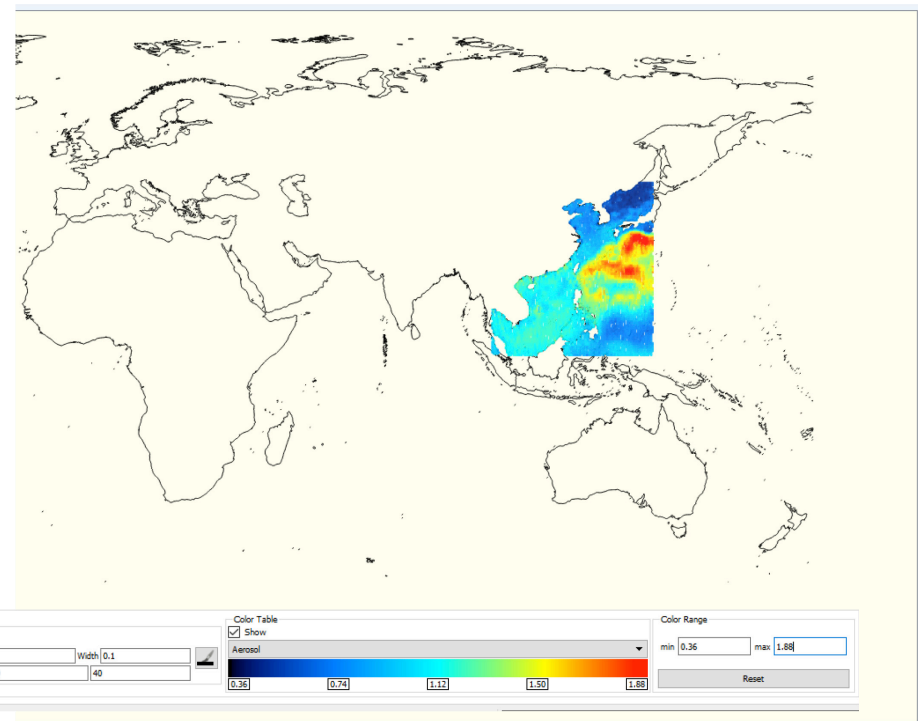 Color Table
Show
Aerosol
0.36 0.74 1.12 1.50 1.88
Width 0.1
40
Color Range
min 0.36 max 1.88
Reset